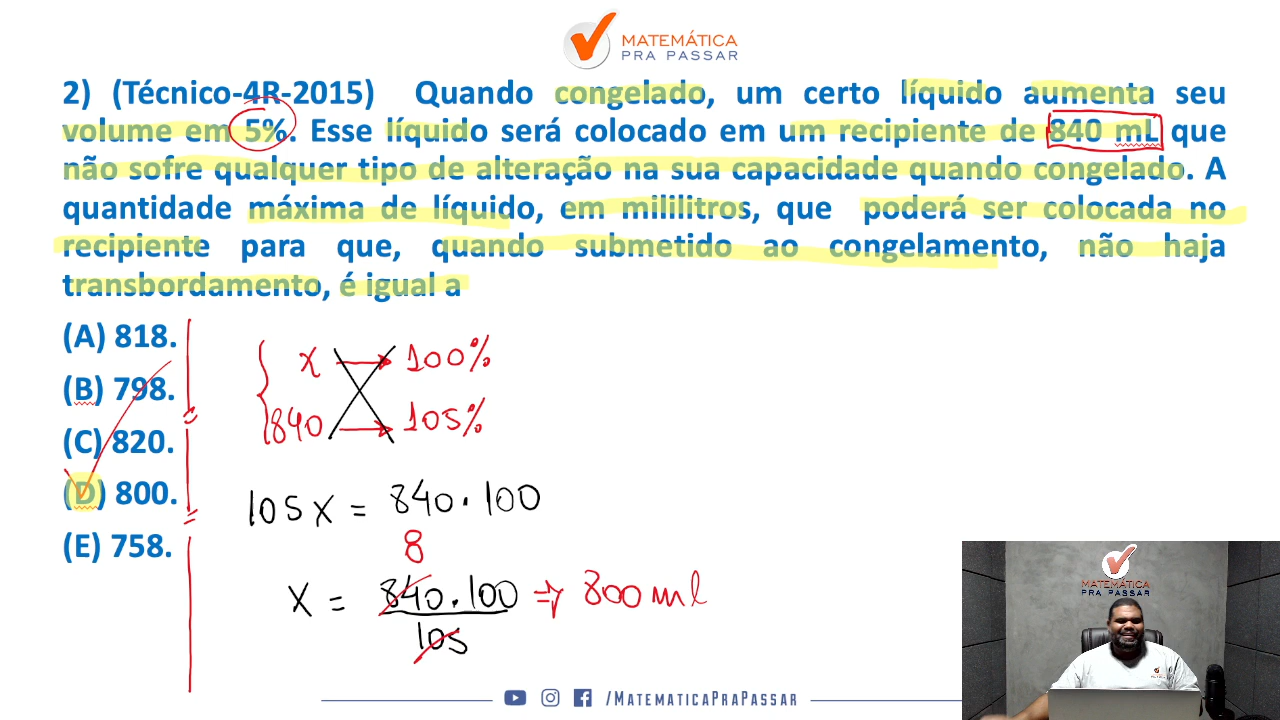 MATEMÁTICA
PRA PASSAR
2) (Técnico-4R-2015) Quando congelado, um certo líquido aumenta seu
volume em 5%. Esse líquido será colocado em um recipiente de 840 mL que
não sofre qualquer tipo de alteração na sua capacidade quando congelado. A
quantidade máxima de líquido, em mililitros, que poderá ser colocada no
recipiente para que, quando submetido ao congelamento, não haja
transbordamento, é igual a
(A) 818.
(B) 798.
(C) 820.
(D) 800.
(E) 758.
x → 100%
840 → 105%
105x = 840.100
8
x = 840.100 ⇒ 800 ml
105
MATEMÁTICA
PRA PASSAR
/MatematicaPraPassar